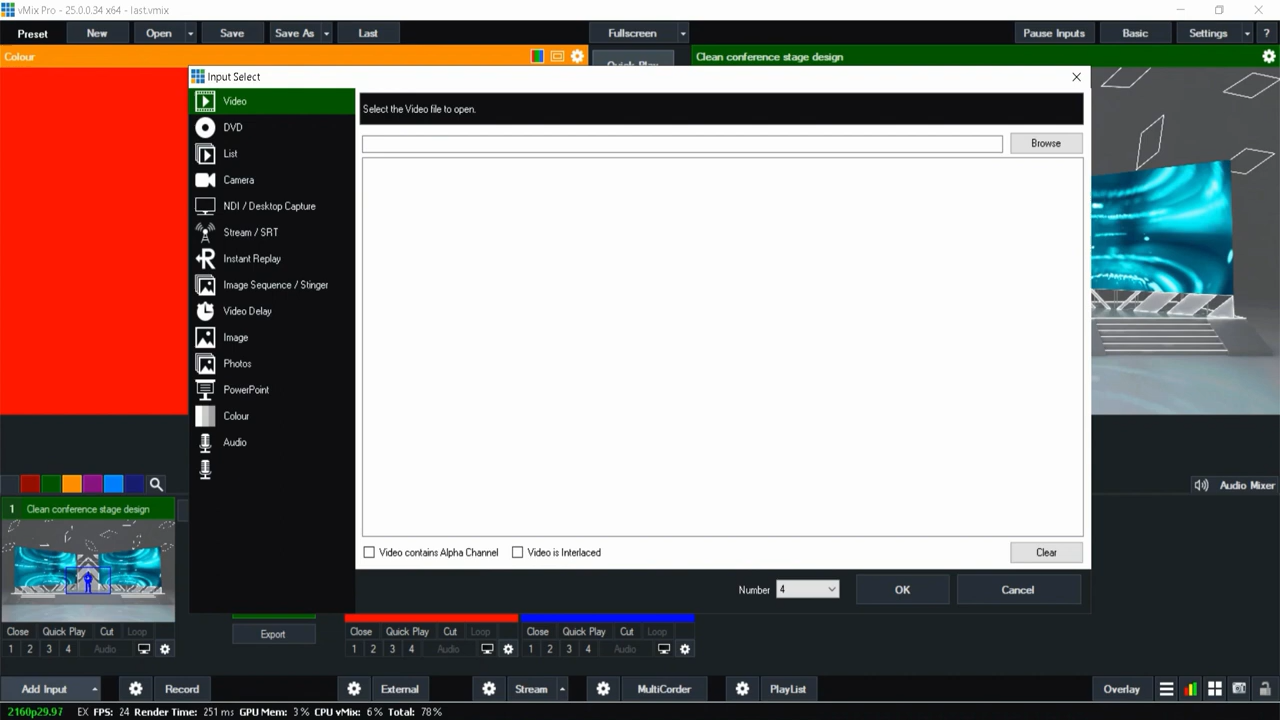 vMix Pro - 25.0.0.34 x64 - last.vmix
Preset New Open Save Save As Last Fullscreen Pause Inputs Basic Settings ?
Colour
Quick Play
Clean conference stage design
Input Select
Video
DVD
List
Camera
NDI / Desktop Capture
Stream / SRT
Instant Replay
Image Sequence / Stinger
Video Delay
Image
Photos
PowerPoint
Colour
Audio
Select the Video file to open.
Browse
Video contains Alpha Channel Video is Interlaced Clear
Number 4 OK Cancel
Audio Mixer
1 Clean conference stage design
Close Quick Play Cut Loop
1 2 3 4 Audio
Export
Close Quick Play Cut Loop
1 2 3 4 Audio
Close Quick Play Cut Loop
1 2 3 4 Audio
Add Input Record External Stream MultiCorder PlayList Overlay
2160p29.97 EX FPS: 24 Render Time: 251 ms GPU Mem: 3 % CPU vMix: 6 % Total: 78 %